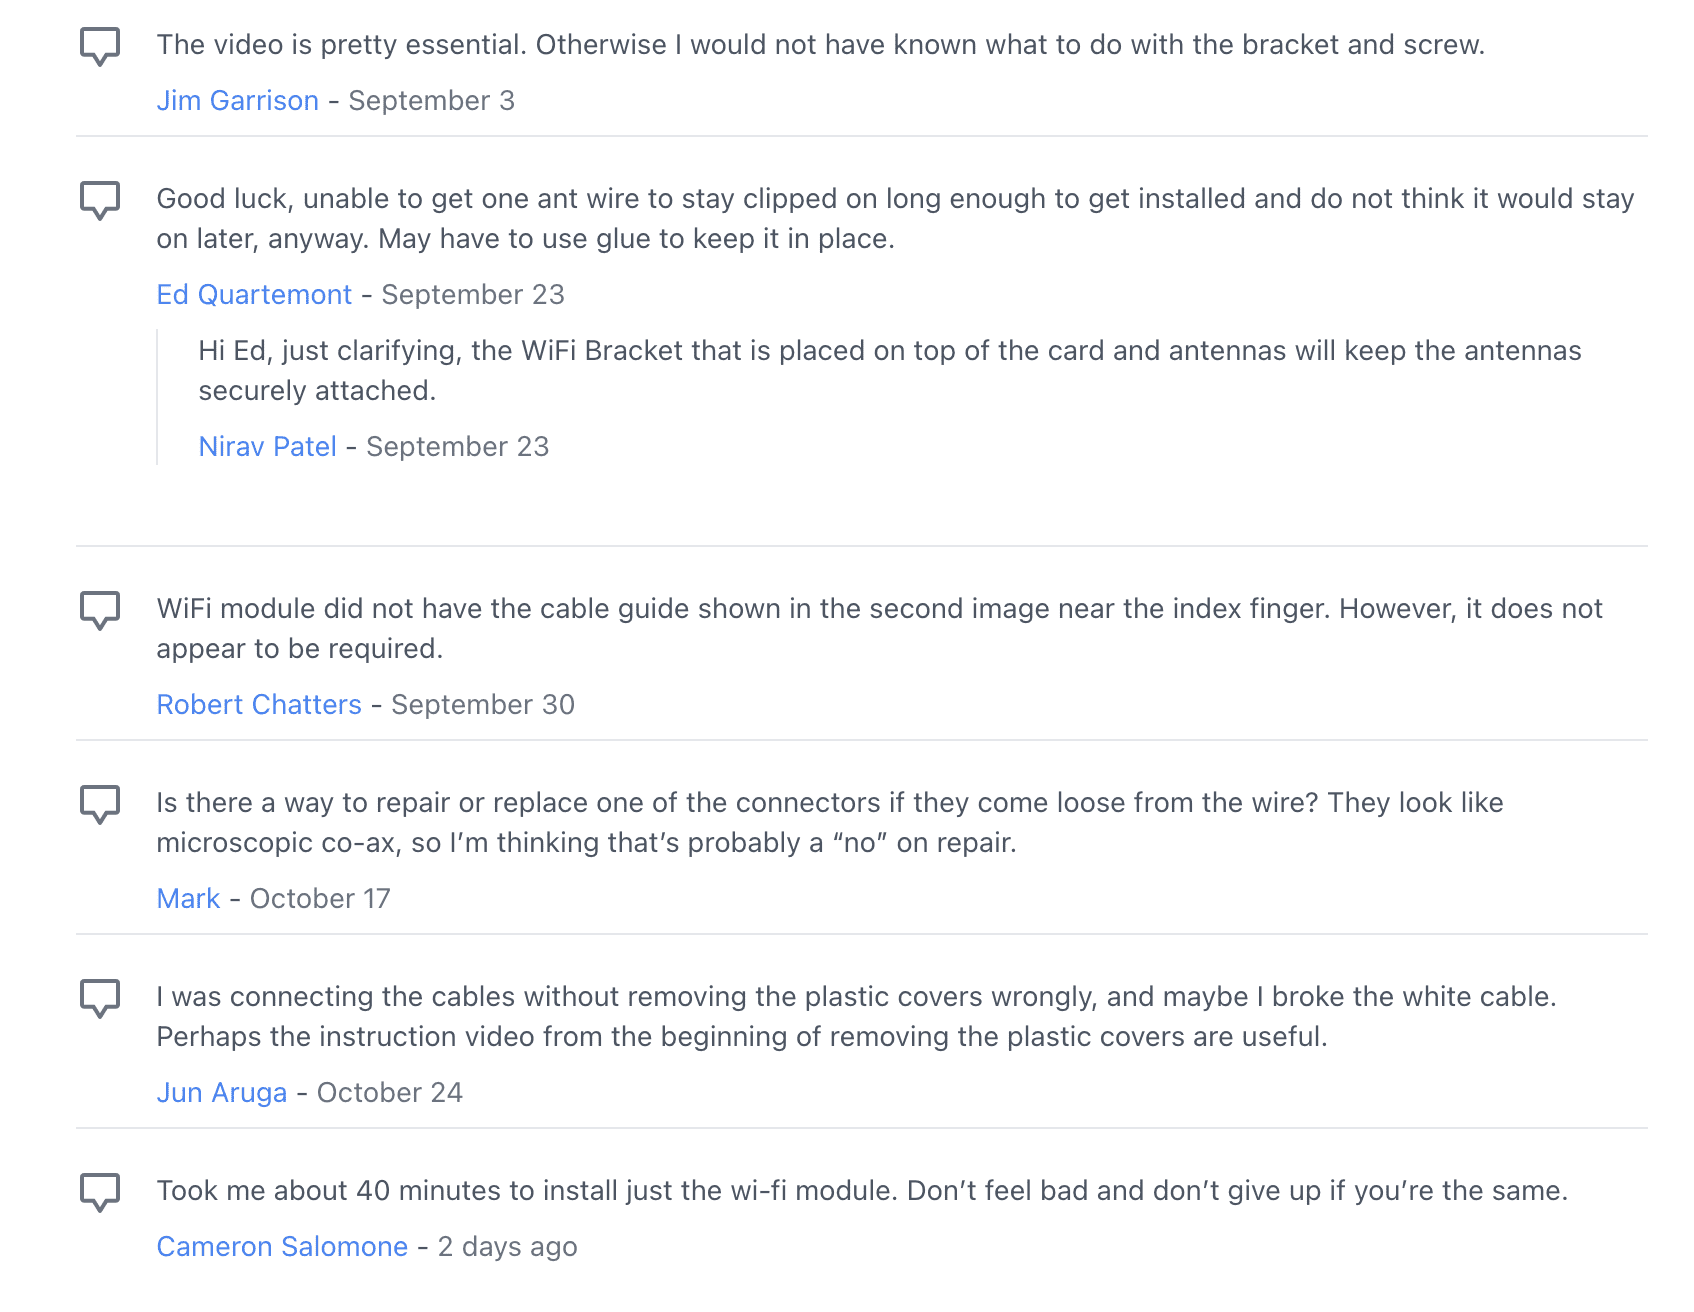 The video is pretty essential. Otherwise I would not have known what to do with the bracket and screw.
Jim Garrison - September 3
Good luck, unable to get one ant wire to stay clipped on long enough to get installed and do not think it would stay
on later, anyway. May have to use glue to keep it in place.
Ed Quartemont - September 23
Hi Ed, just clarifying, the WiFi Bracket that is placed on top of the card and antennas will keep the antennas
securely attached.
Nirav Patel - September 23
WiFi module did not have the cable guide shown in the second image near the index finger. However, it does not
appear to be required.
Robert Chatters - September 30
Is there a way to repair or replace one of the connectors if they come loose from the wire? They look like
microscopic co-ax, so I’m thinking that’s probably a “no” on repair.
Mark - October 17
I was connecting the cables without removing the plastic covers wrongly, and maybe I broke the white cable.
Perhaps the instruction video from the beginning of removing the plastic covers are useful.
Jun Aruga - October 24
Took me about 40 minutes to install just the wi-fi module. Don’t feel bad and don’t give up if you’re the same.
Cameron Salomone - 2 days ago